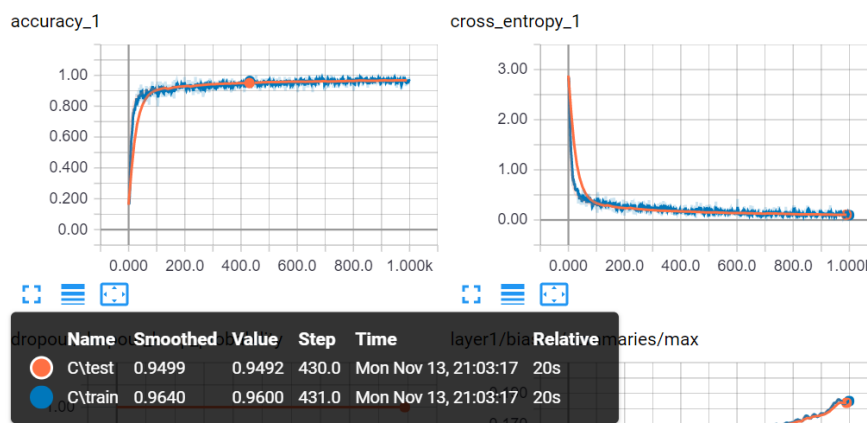 accuracy_1
cross_entropy_1
1.00
0.800
0.600
0.400
0.200
0.00
0.000 200.0 400.0 600.0 800.0 1.000k
3.00
2.00
1.00
0.00
0.000 200.0 400.0 600.0 800.0 1.000k
layer1/bia maries/max
Name Smoothed Value Step Time Relative
C\test 0.9499 0.9492 430.0 Mon Nov 13, 21:03:17 20s
C\train 0.9640 0.9600 431.0 Mon Nov 13, 21:03:17 20s
1.00